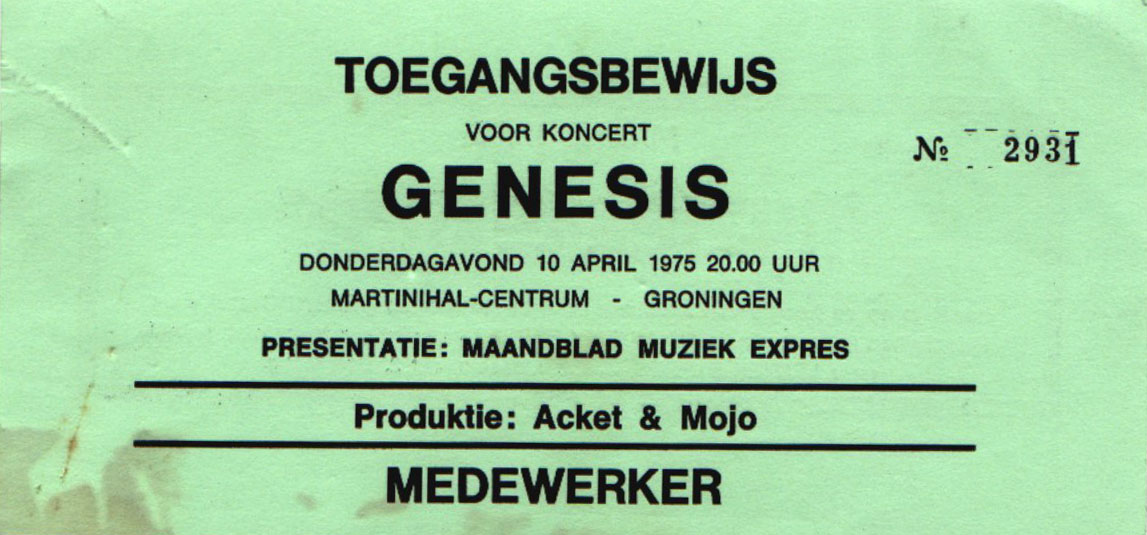 TOEGANGSBEWIJS
VOOR KONCERT
№ 2931
GENESIS
DONDERDAGAVOND 10 APRIL 1975 20.00 UUR
MARTINIHAL-CENTRUM - GRONINGEN
PRESENTATIE: MAANDBLAD MUZIEK EXPRES
Produktie: Acket & Mojo
MEDEWERKER